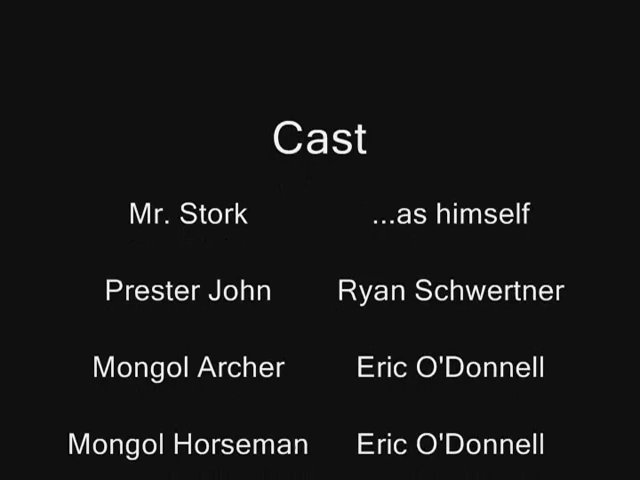 Cast
Mr. Stork ...as himself
Prester John Ryan Schwertner
Mongol Archer Eric O'Donnell
Mongol Horseman Eric O'Donnell